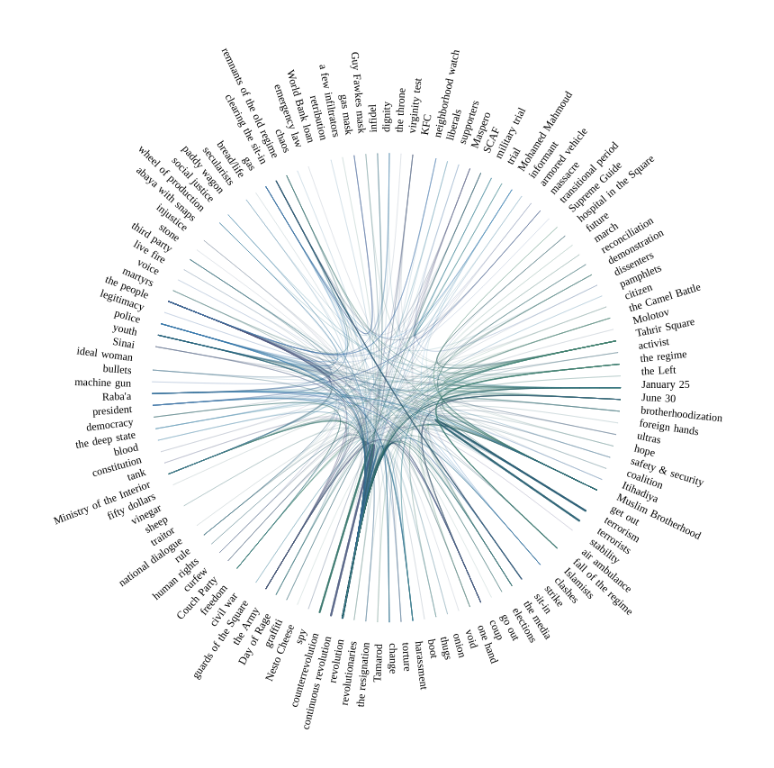 Guy Fawkes mask
infidel
dignity
the throne
virginity test
KFC
neighborhood watch
liberals
supporters
Maspero
SCAF
military trial
trial
Mohamed Mahmoud
informant
armored vehicle
massacre
transitional period
Supreme Guide
hospital in the Square
future
march
reconciliation
demonstration
dissenters
pamphlets
citizen
the Camel Battle
Molotov
Tahrir Square
activist
the regime
the Left
January 25
June 30
brotherhoodization
foreign hands
ultras
hope
safety & security
coalition
Itihadiya
Muslim Brotherhood
get out
terrorism
terrorists
stability
air ambulance
fall of the regime
Islamists
clashes
strike
sit-in
the media
elections
go out
coup
one hand
void
onion
thugs
boot
harassment
torture
charge
Tamarod
the resignation
revolutionaries
revolution
continuous revolution
counterrevolution
spy
Nesto Cheese
graffiti
Day of Rage
the Army
guards of the Square
civil war
freedom
Couch Party
curfew
human rights
rule
national dialogue
traitor
sheep
vinegar
fifty dollars
Ministry of the Interior
tank
constitution
blood
the deep state
democracy
president
Raba'a
machine gun
bullets
ideal woman
Sinai
youth
police
legitimacy
the people
martyrs
voice
live fire
third party
stone
injustice
abaya with snaps
wheel of production
social justice
paddy wagon
secularists
bread/life
gas
clearing the sit-in
remnants of the old regime
chaos
emergency law
World Bank loan
retribution
a few infiltrators
gas mask